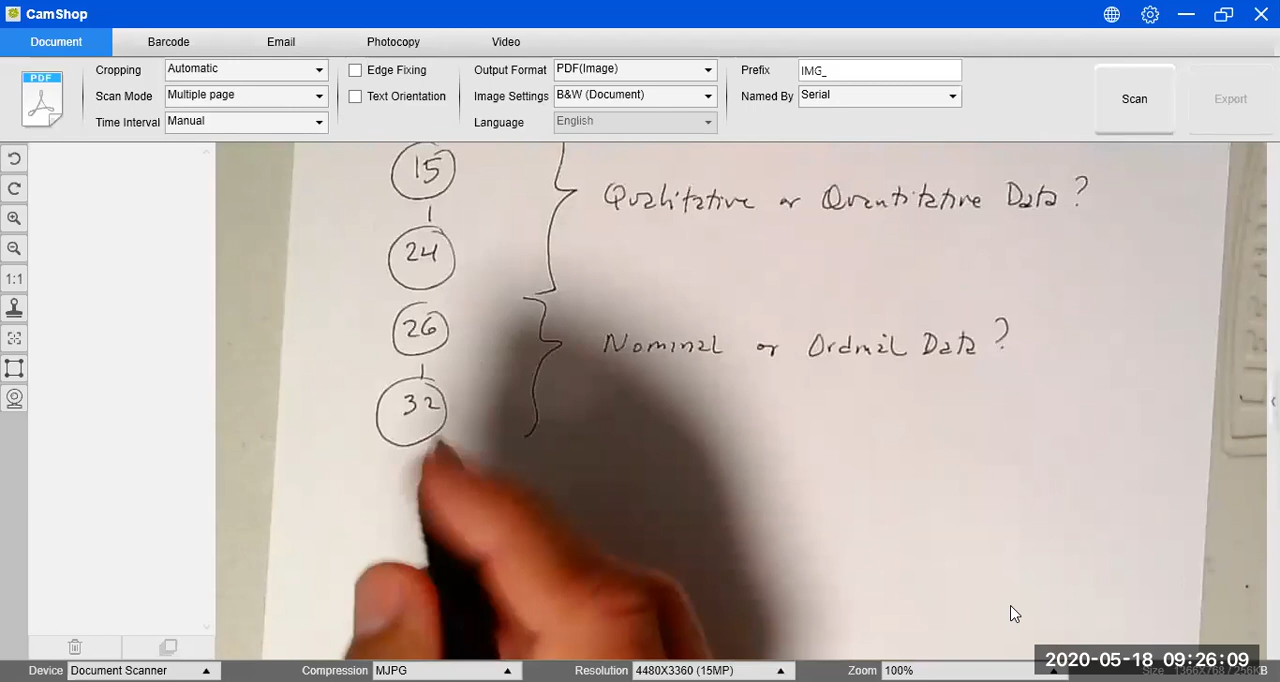 CamShop
Document Barcode Email Photocopy Video
PDF
Cropping Automatic Edge Fixing Output Format PDF(Image) Prefix IMG_
Scan Mode Multiple page Text Orientation Image Settings B&W (Document) Named By Serial
Time Interval Manual Language English
Scan Export
1:1
15 Qualitative or Quantitative Data?
24
26 Nominal or Ordinal Data?
32
2020-05-18 09:26:09
Device Document Scanner Compression MJPG Resolution 4480X3360 (15MP) Zoom 100%